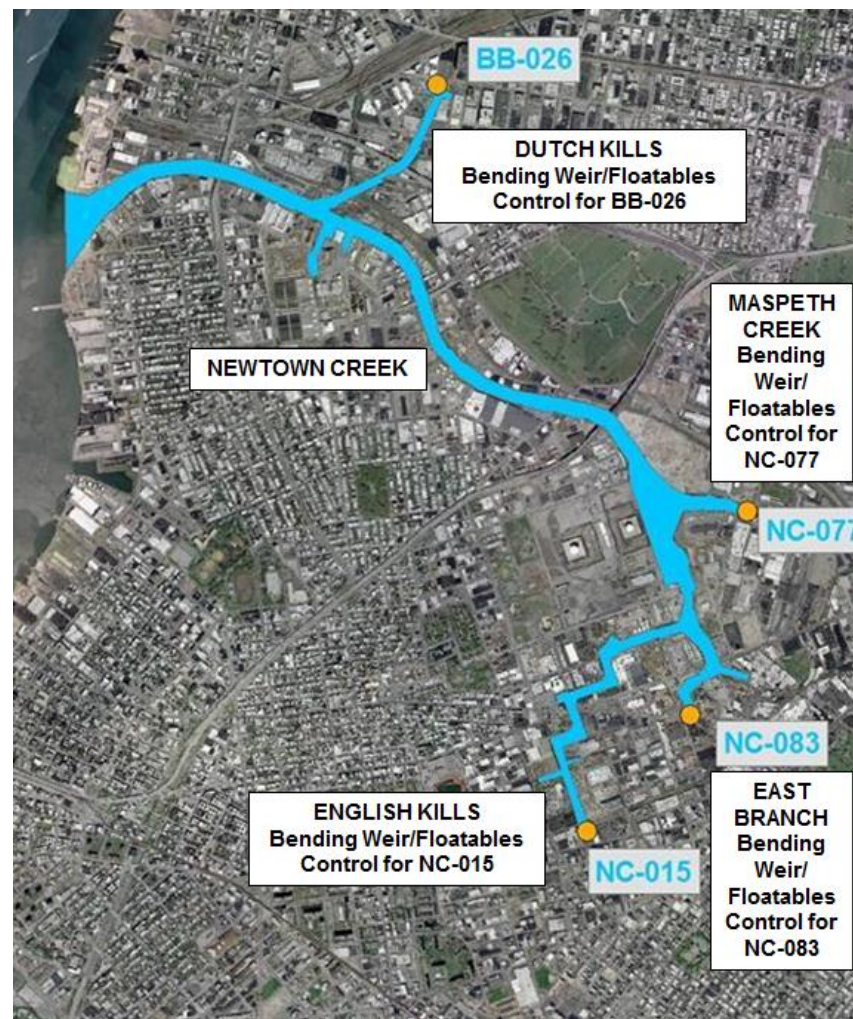 BB-026
DUTCH KILLS
Bending Weir/Floatables
Control for BB-026
MASPETH
CREEK
Bending
Weir/
Floatables
Control for
NC-077
NEWTOWN CREEK
NC-077
NC-083
EAST
BRANCH
Bending
Weir/
Floatables
Control for
NC-083
ENGLISH KILLS
Bending Weir/Floatables
Control for NC-015
NC-015